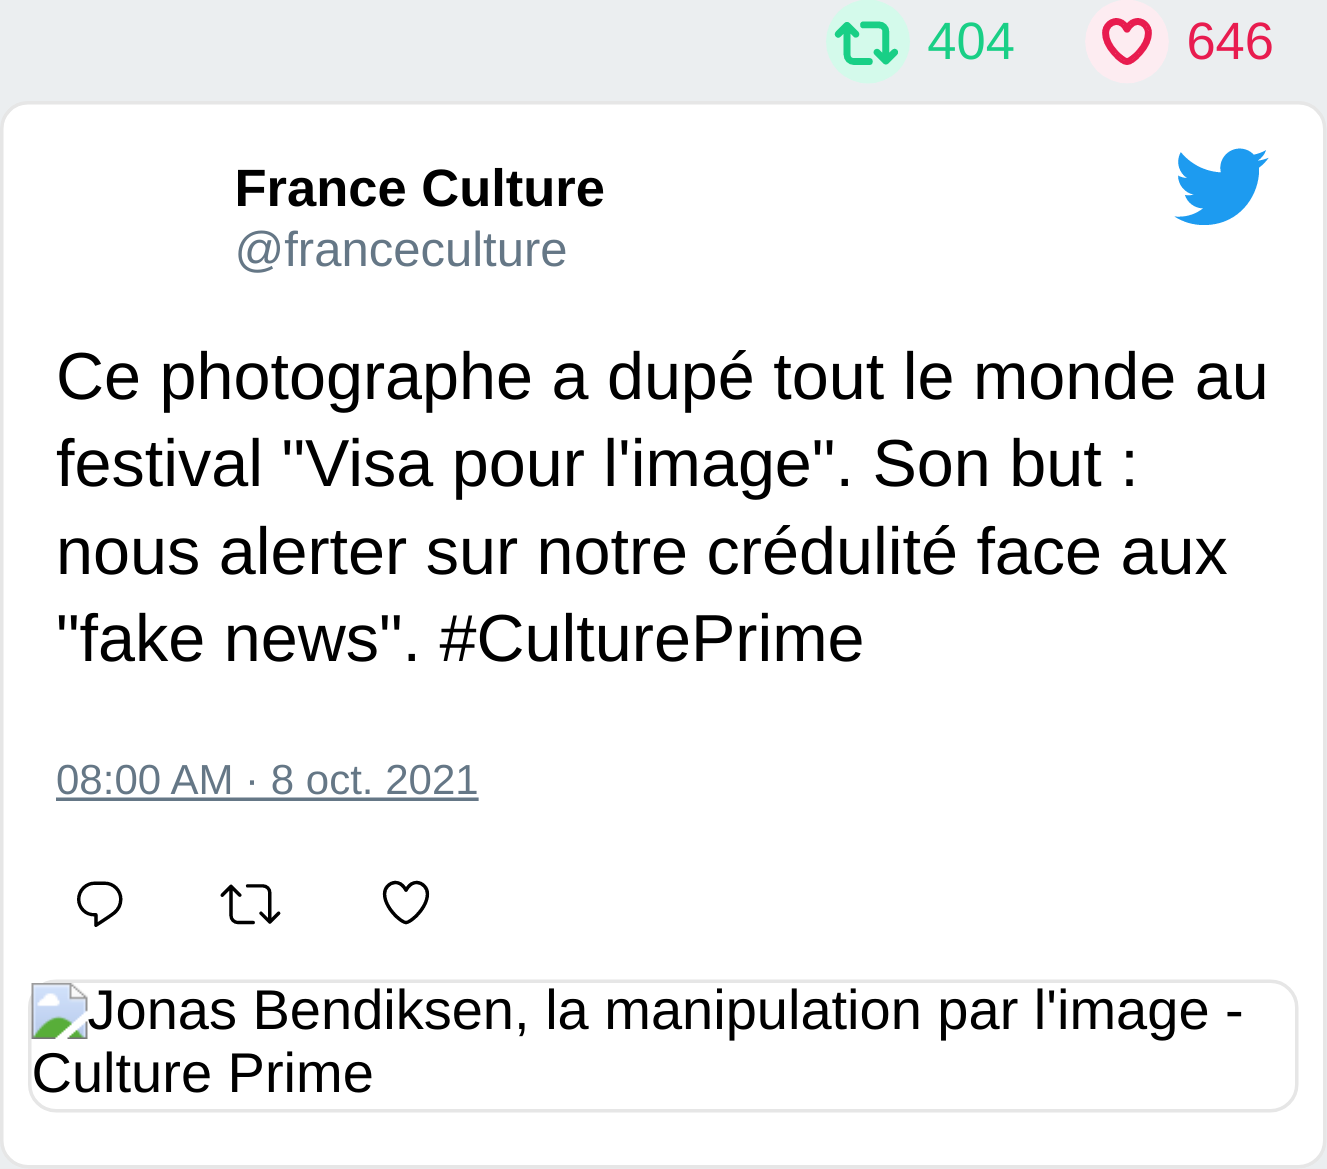 404 646
France Culture
@franceculture
Ce photographe a dupé tout le monde au
festival "Visa pour l'image". Son but :
nous alerter sur notre crédulité face aux
"fake news". #CulturePrime
08:00 AM · 8 oct. 2021
Jonas Bendiksen, la manipulation par l'image -
Culture Prime